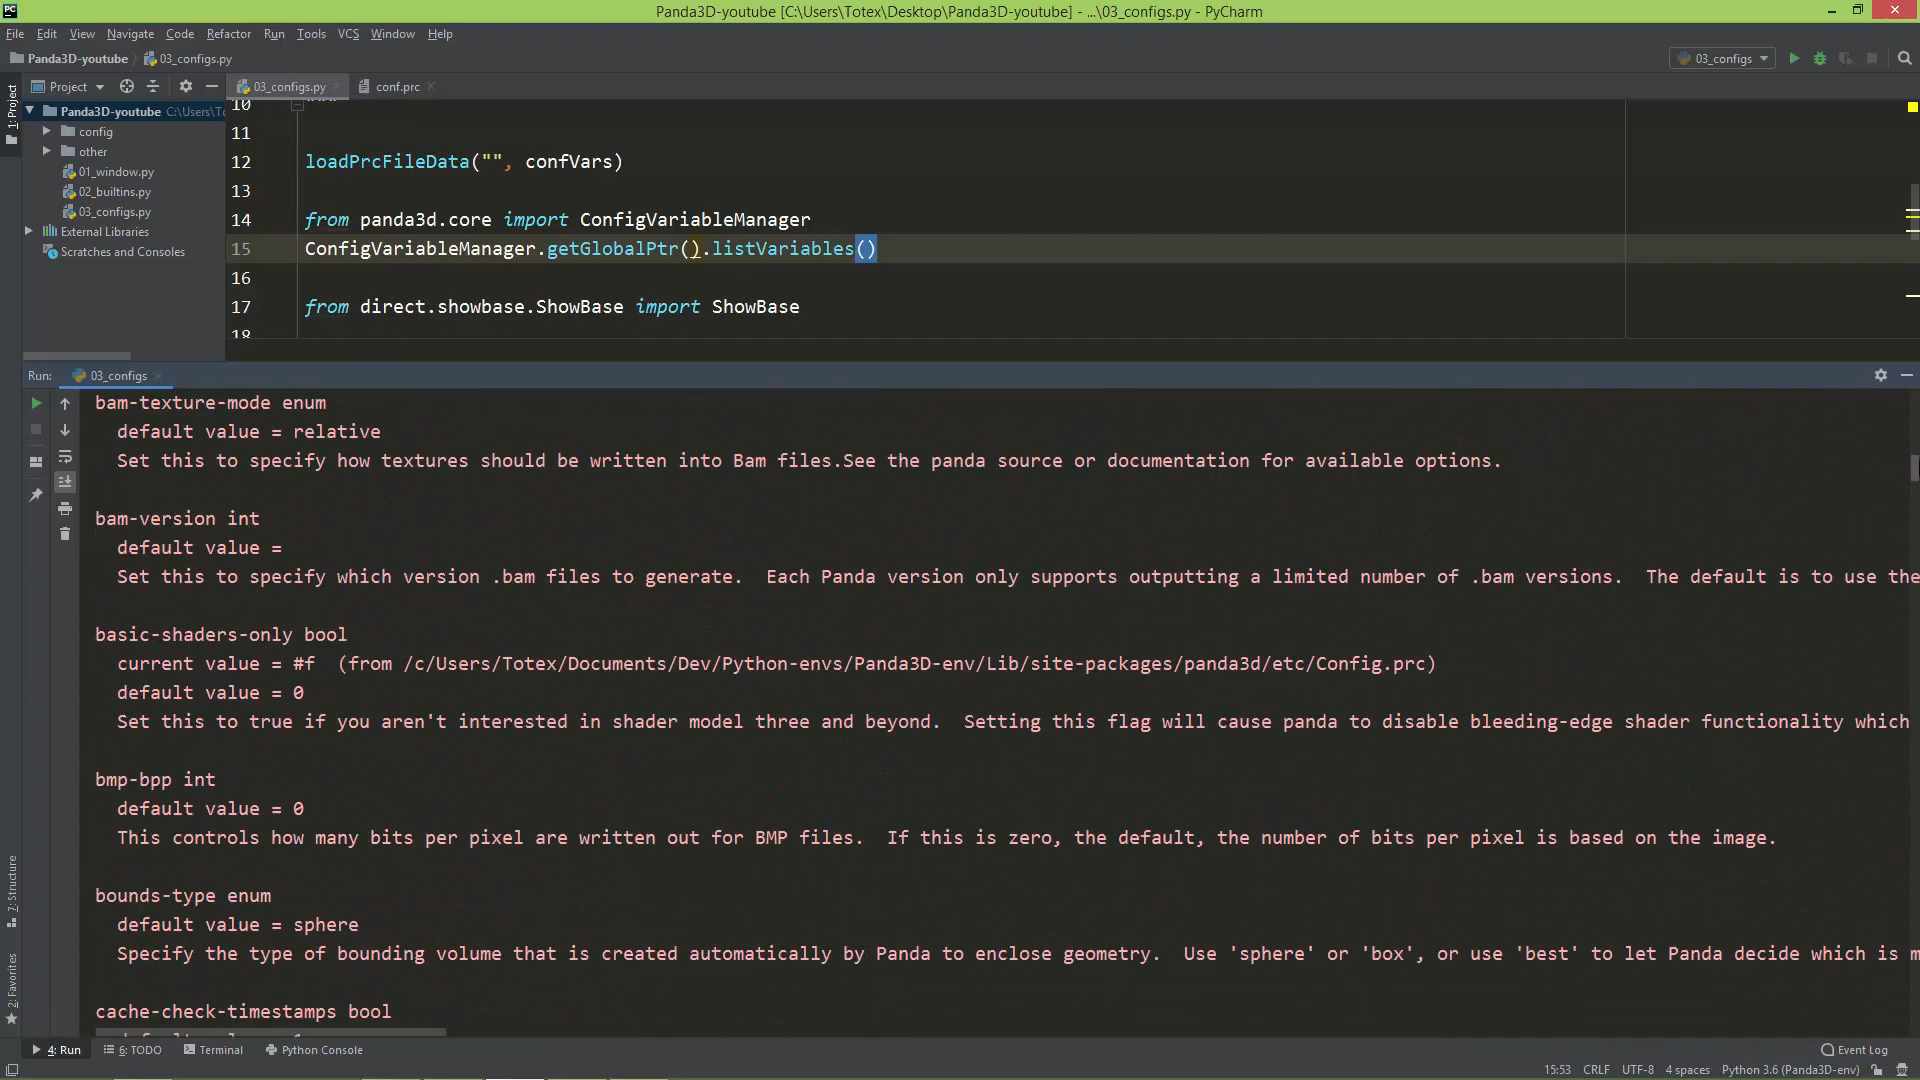 Panda3D-youtube [C:\Users\Totex\Desktop\Panda3D-youtube] - ...\03_configs.py - PyCharm
File Edit View Navigate Code Refactor Run Tools VCS Window Help
Panda3D-youtube 03_configs.py 03_configs
1: Project
Project 03_configs.py conf.prc
Panda3D-youtube C:\Users\To
config
other
01_window.py
02_builtins.py
03_configs.py
External Libraries
Scratches and Consoles
10 """
11
12 loadPrcFileData("", confVars)
13
14 from panda3d.core import ConfigVariableManager
15 ConfigVariableManager.getGlobalPtr().listVariables()
16
17 from direct.showbase.ShowBase import ShowBase
18
Run: 03_configs
bam-texture-mode enum
default value = relative
Set this to specify how textures should be written into Bam files.See the panda source or documentation for available options.
bam-version int
default value =
Set this to specify which version .bam files to generate.  Each Panda version only supports outputting a limited number of .bam versions.  The default is to use the
basic-shaders-only bool
current value = #f  (from /c/Users/Totex/Documents/Dev/Python-envs/Panda3D-env/Lib/site-packages/panda3d/etc/Config.prc)
default value = 0
Set this to true if you aren't interested in shader model three and beyond.  Setting this flag will cause panda to disable bleeding-edge shader functionality which
bmp-bpp int
default value = 0
This controls how many bits per pixel are written out for BMP files.  If this is zero, the default, the number of bits per pixel is based on the image.
bounds-type enum
default value = sphere
Specify the type of bounding volume that is created automatically by Panda to enclose geometry.  Use 'sphere' or 'box', or use 'best' to let Panda decide which is m
cache-check-timestamps bool
7: Structure
2: Favorites
4: Run 6: TODO Terminal Python Console Event Log
15:53 CRLF UTF-8 4 spaces Python 3.6 (Panda3D-env)